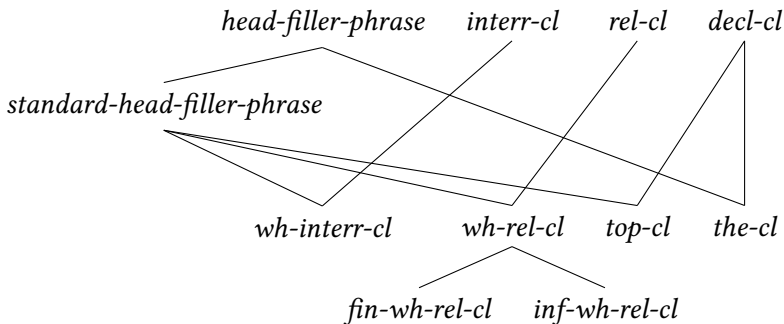 head-filler-phrase interr-cl rel-cl decl-cl
standard-head-filler-phrase
wh-interr-cl wh-rel-cl top-cl the-cl
fin-wh-rel-cl inf-wh-rel-cl